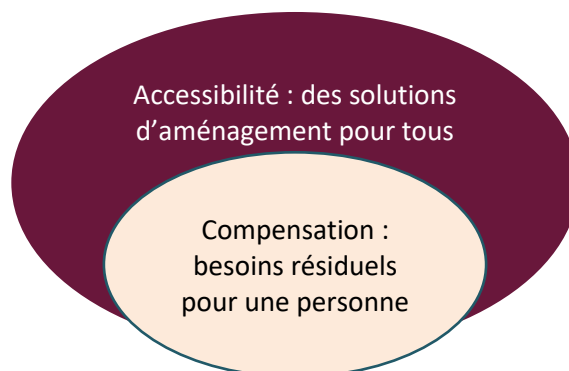 Accessibilité : des solutions
d’aménagement pour tous
Compensation :
besoins résiduels
pour une personne